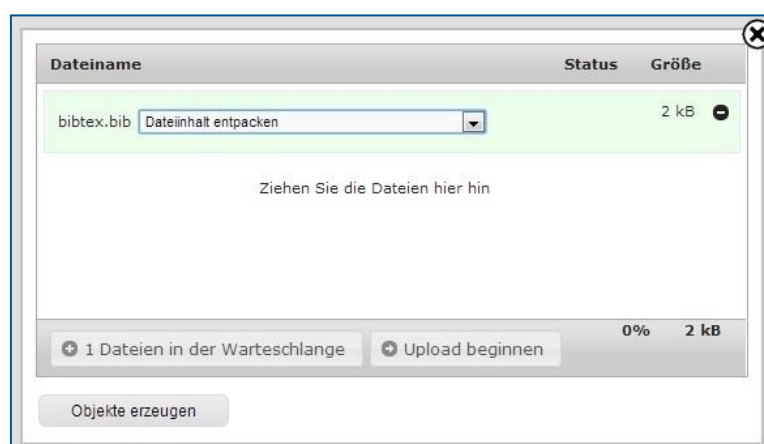 Dateiname Status Größe
bibtex.bib Dateiinhalt entpacken 2 kB
Ziehen Sie die Dateien hier hin
1 Dateien in der Warteschlange Upload beginnen 0% 2 kB
Objekte erzeugen